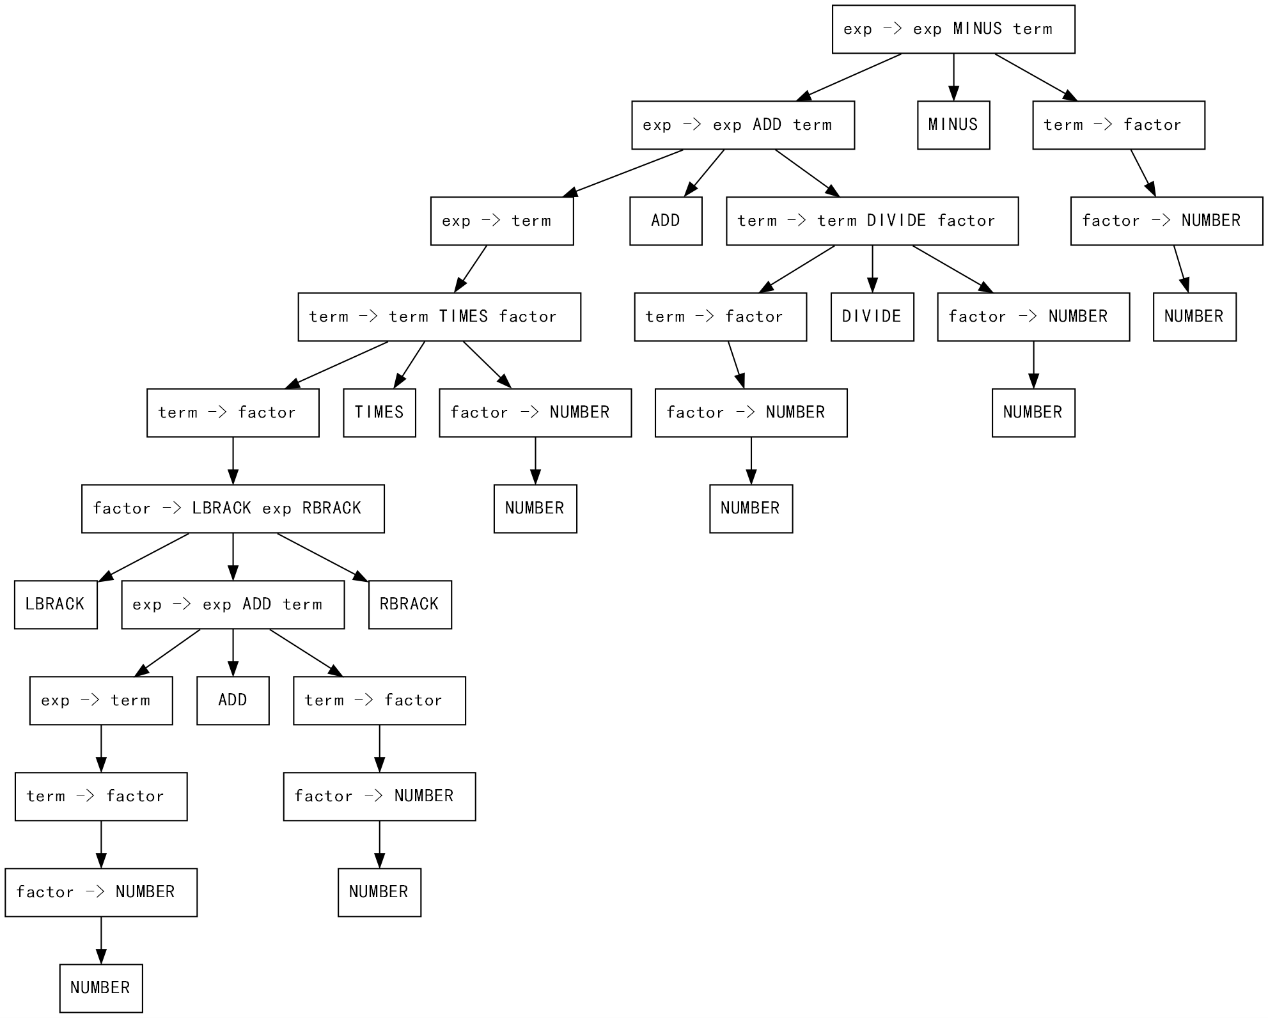 exp -> exp MINUS term
exp -> exp ADD term
MINUS
term -> factor
exp -> term
ADD
term -> term DIVIDE factor
factor -> NUMBER
term -> term TIMES factor
term -> factor
DIVIDE
factor -> NUMBER
NUMBER
term -> factor
TIMES
factor -> NUMBER
factor -> NUMBER
NUMBER
factor -> LBRACK exp RBRACK
NUMBER
NUMBER
LBRACK
exp -> exp ADD term
RBRACK
exp -> term
ADD
term -> factor
term -> factor
factor -> NUMBER
factor -> NUMBER
NUMBER
NUMBER